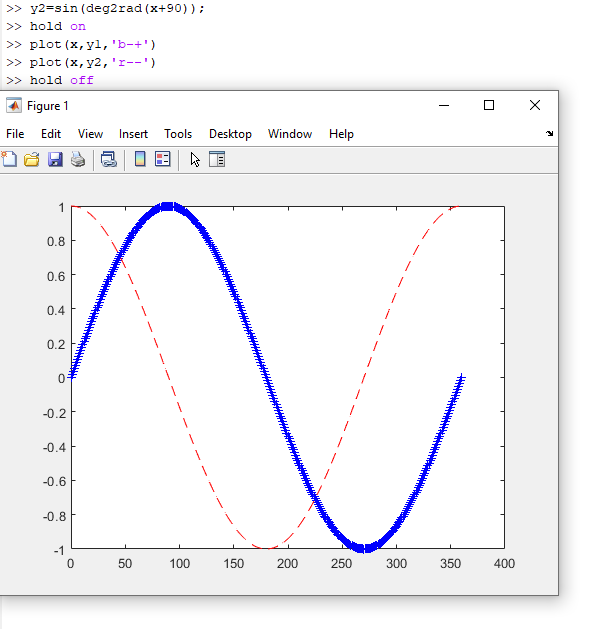 >> y2=sin(deg2rad(x+90));
>> hold on
>> plot(x,y1,'b-+')
>> plot(x,y2,'r--')
>> hold off
Figure 1
File Edit View Insert Tools Desktop Window Help
1
0.8
0.6
0.4
0.2
0
-0.2
-0.4
-0.6
-0.8
-1
0 50 100 150 200 250 300 350 400